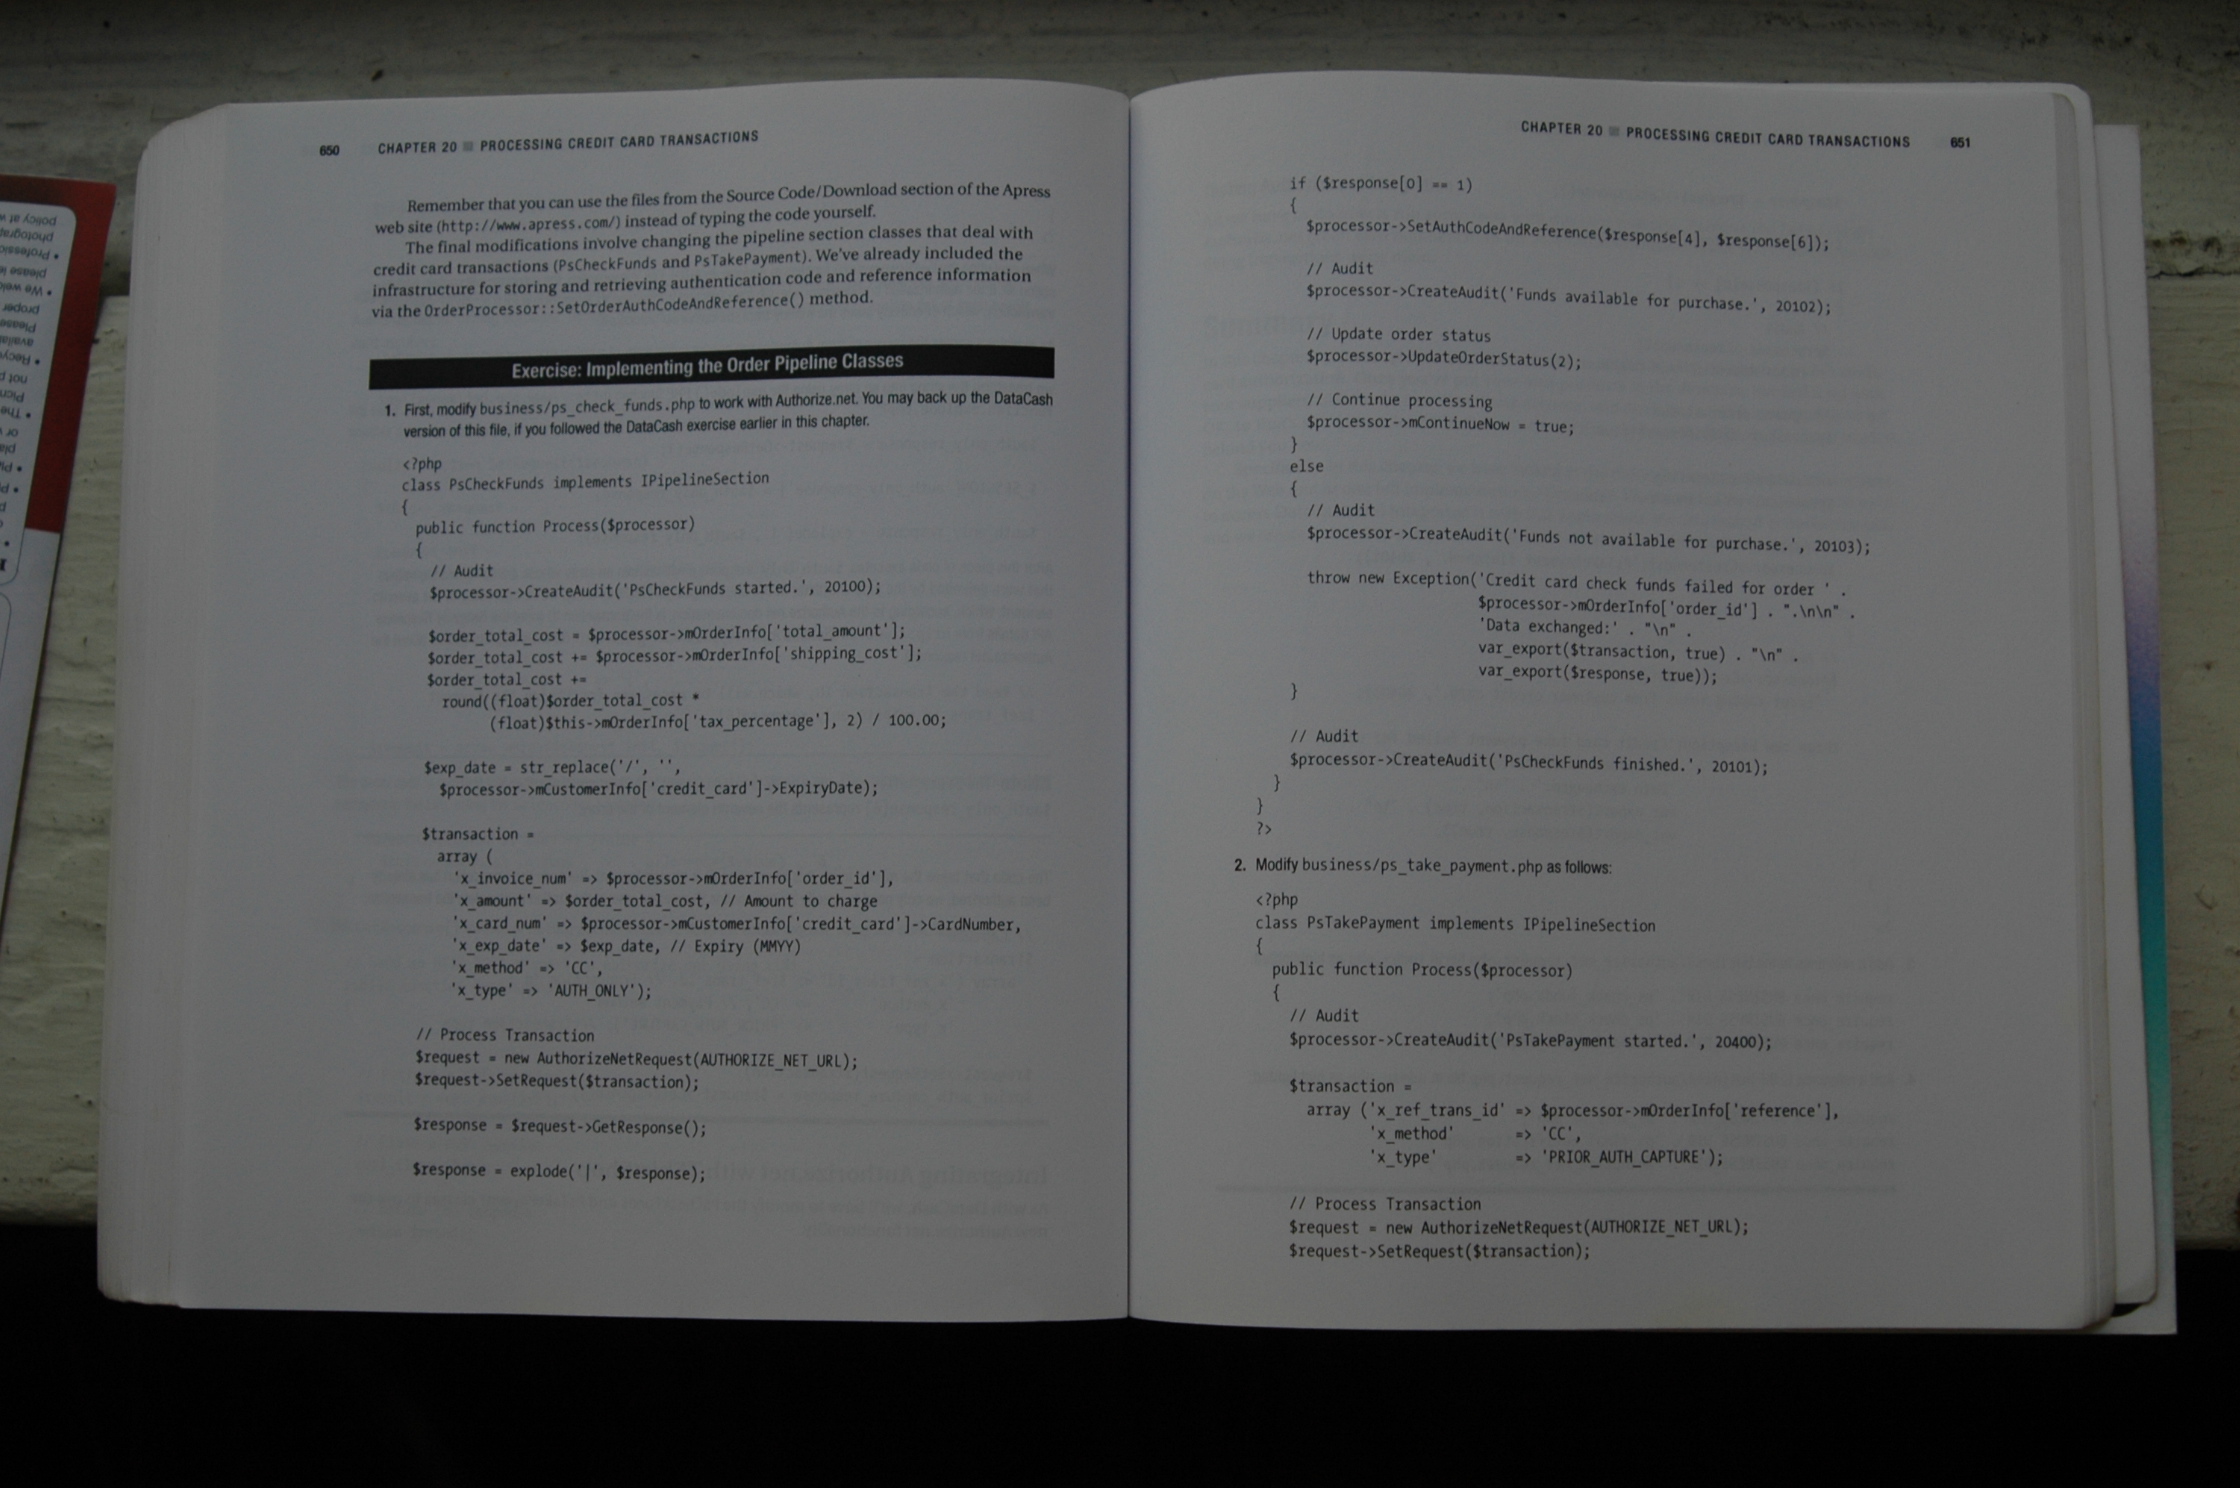 650 CHAPTER 20 ■ PROCESSING CREDIT CARD TRANSACTIONS
Remember that you can use the files from the Source Code/Download section of the Apress
web site (http://www.apress.com/) instead of typing the code yourself.
The final modifications involve changing the pipeline section classes that deal with
credit card transactions (PsCheckFunds and PsTakePayment). We've already included the
infrastructure for storing and retrieving authentication code and reference information
via the OrderProcessor::SetOrderAuthCodeAndReference() method.
Exercise: Implementing the Order Pipeline Classes
1. First, modify business/ps_check_funds.php to work with Authorize.net. You may back up the DataCash
version of this file, if you followed the DataCash exercise earlier in this chapter.
<?php
class PsCheckFunds implements IPipelineSection
{
public function Process($processor)
{
// Audit
$processor->CreateAudit('PsCheckFunds started.', 20100);
$order_total_cost = $processor->mOrderInfo['total_amount'];
$order_total_cost += $processor->mOrderInfo['shipping_cost'];
$order_total_cost +=
round((float)$order_total_cost *
(float)$this->mOrderInfo['tax_percentage'], 2) / 100.00;
$exp_date = str_replace('/', '',
$processor->mCustomerInfo['credit_card']->ExpiryDate);
$transaction =
array (
'x_invoice_num' => $processor->mOrderInfo['order_id'],
'x_amount' => $order_total_cost, // Amount to charge
'x_card_num' => $processor->mCustomerInfo['credit_card']->CardNumber,
'x_exp_date' => $exp_date, // Expiry (MMYY)
'x_method' => 'CC',
'x_type' => 'AUTH_ONLY');
// Process Transaction
$request = new AuthorizeNetRequest(AUTHORIZE_NET_URL);
$request->SetRequest($transaction);
$response = $request->GetResponse();
$response = explode('|', $response);
CHAPTER 20 ■ PROCESSING CREDIT CARD TRANSACTIONS 651
if ($response[0] == 1)
{
$processor->SetAuthCodeAndReference($response[4], $response[6]);
// Audit
$processor->CreateAudit('Funds available for purchase.', 20102);
// Update order status
$processor->UpdateOrderStatus(2);
// Continue processing
$processor->mContinueNow = true;
}
else
{
// Audit
$processor->CreateAudit('Funds not available for purchase.', 20103);
throw new Exception('Credit card check funds failed for order ' .
$processor->mOrderInfo['order_id'] . ".\n\n" .
'Data exchanged:' . "\n" .
var_export($transaction, true) . "\n" .
var_export($response, true));
}
// Audit
$processor->CreateAudit('PsCheckFunds finished.', 20101);
}
}
?>
2. Modify business/ps_take_payment.php as follows:
<?php
class PsTakePayment implements IPipelineSection
{
public function Process($processor)
{
// Audit
$processor->CreateAudit('PsTakePayment started.', 20400);
$transaction =
array ('x_ref_trans_id' => $processor->mOrderInfo['reference'],
'x_method' => 'CC',
'x_type' => 'PRIOR_AUTH_CAPTURE');
// Process Transaction
$request = new AuthorizeNetRequest(AUTHORIZE_NET_URL);
$request->SetRequest($transaction);
policy at
• We
please
proper
Please
• The
or
not